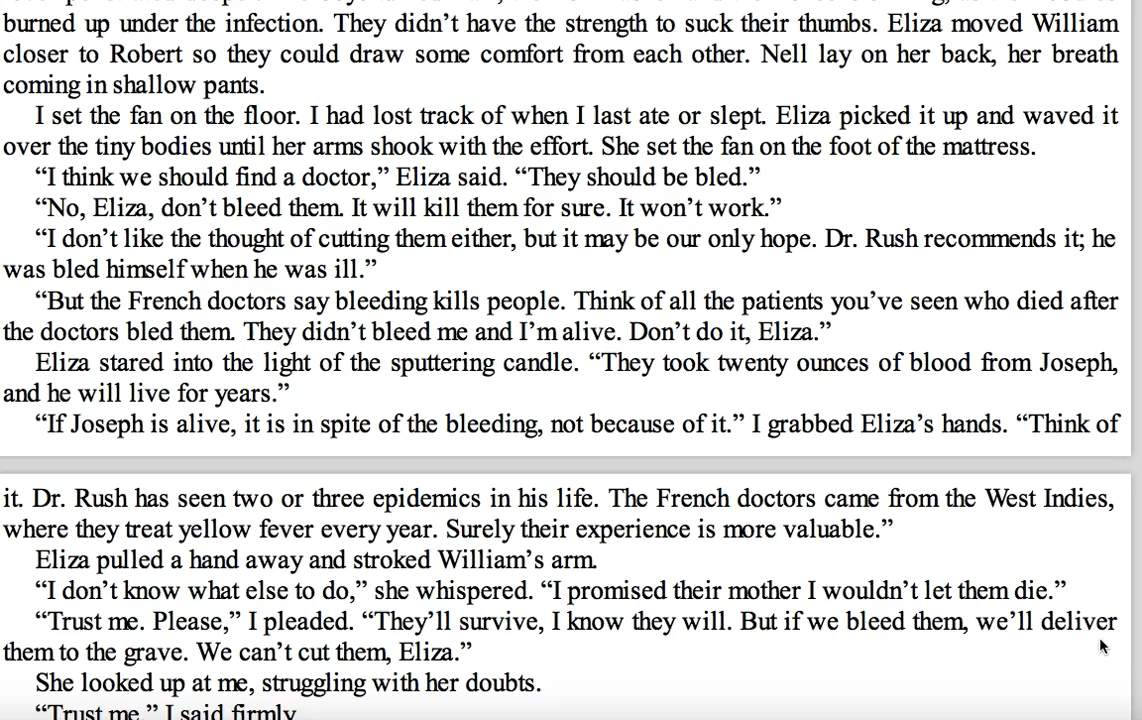 burned up under the infection. They didn’t have the strength to suck their thumbs. Eliza moved William
closer to Robert so they could draw some comfort from each other. Nell lay on her back, her breath
coming in shallow pants.
I set the fan on the floor. I had lost track of when I last ate or slept. Eliza picked it up and waved it
over the tiny bodies until her arms shook with the effort. She set the fan on the foot of the mattress.
“I think we should find a doctor,” Eliza said. “They should be bled.”
“No, Eliza, don’t bleed them. It will kill them for sure. It won’t work.”
“I don’t like the thought of cutting them either, but it may be our only hope. Dr. Rush recommends it; he
was bled himself when he was ill.”
“But the French doctors say bleeding kills people. Think of all the patients you’ve seen who died after
the doctors bled them. They didn’t bleed me and I’m alive. Don’t do it, Eliza.”
Eliza stared into the light of the sputtering candle. “They took twenty ounces of blood from Joseph,
and he will live for years.”
“If Joseph is alive, it is in spite of the bleeding, not because of it.” I grabbed Eliza’s hands. “Think of
it. Dr. Rush has seen two or three epidemics in his life. The French doctors came from the West Indies,
where they treat yellow fever every year. Surely their experience is more valuable.”
Eliza pulled a hand away and stroked William’s arm.
“I don’t know what else to do,” she whispered. “I promised their mother I wouldn’t let them die.”
“Trust me. Please,” I pleaded. “They’ll survive, I know they will. But if we bleed them, we’ll deliver
them to the grave. We can’t cut them, Eliza.”
She looked up at me, struggling with her doubts.
“Trust me,” I said firmly.